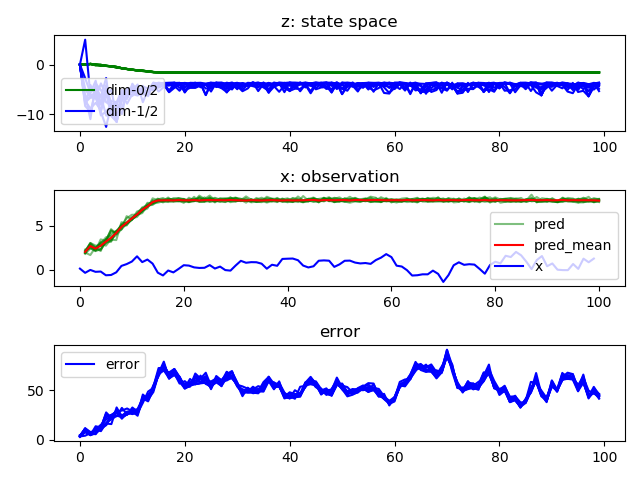 z: state space
0
−10
dim-0/2
dim-1/2
0 20 40 60 80 100
x: observation
5
0
pred
pred_mean
x
0 20 40 60 80 100
error
50
0
error
0 20 40 60 80 100